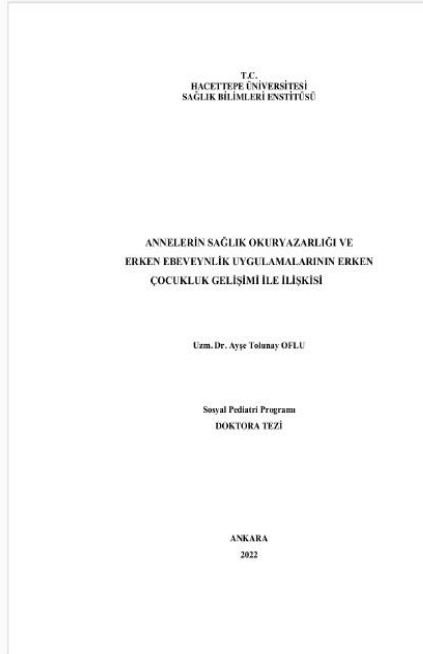 T.C.
HACETTEPE ÜNİVERSİTESİ
SAĞLIK BİLİMLERİ ENSTİTÜSÜ
ANNELERİN SAĞLIK OKURYAZARLIĞI VE
ERKEN EBEVEYNLİK UYGULAMALARININ ERKEN
ÇOCUKLUK GELİŞİMİ İLE İLİŞKİSİ
Uzm. Dr. Ayşe Tolunay OFLU
Sosyal Pediatri Programı
DOKTORA TEZİ
ANKARA
2022